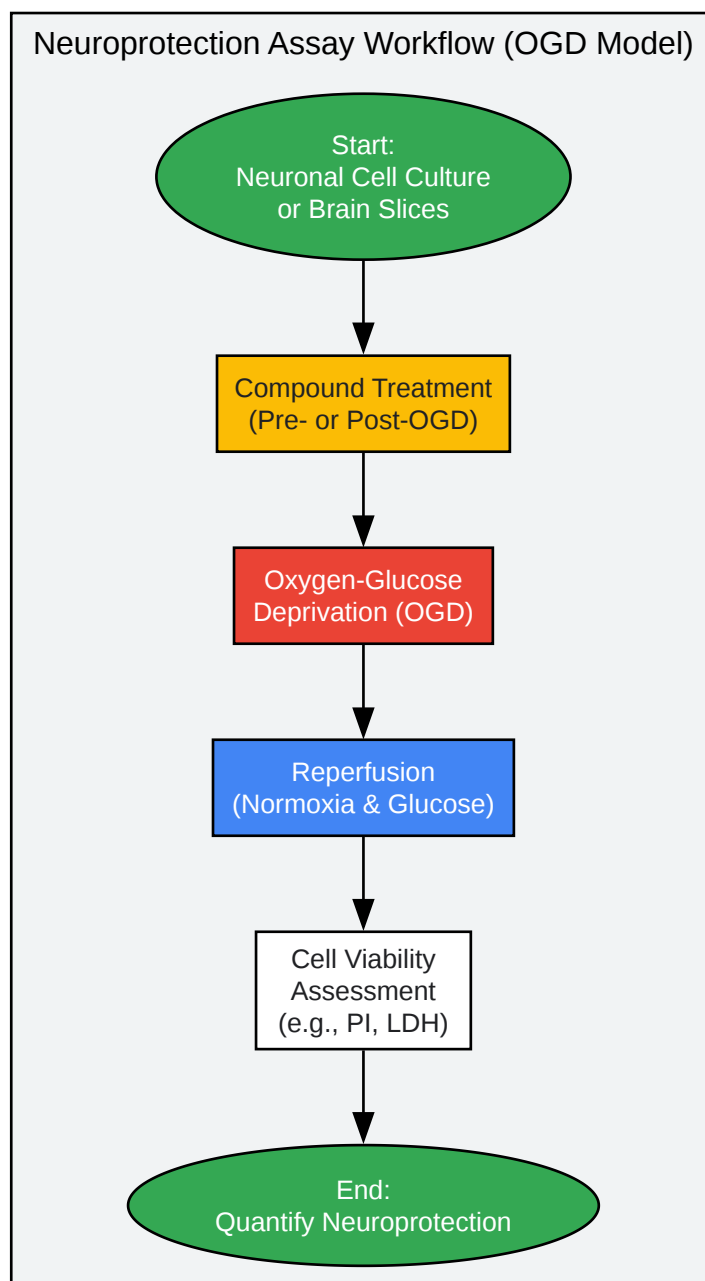 Neuroprotection Assay Workflow (OGD Model)
Start:
Neuronal Cell Culture
or Brain Slices
Compound Treatment
(Pre- or Post-OGD)
Oxygen-Glucose
Deprivation (OGD)
Reperfusion
(Normoxia & Glucose)
Cell Viability
Assessment
(e.g., PI, LDH)
End:
Quantify Neuroprotection